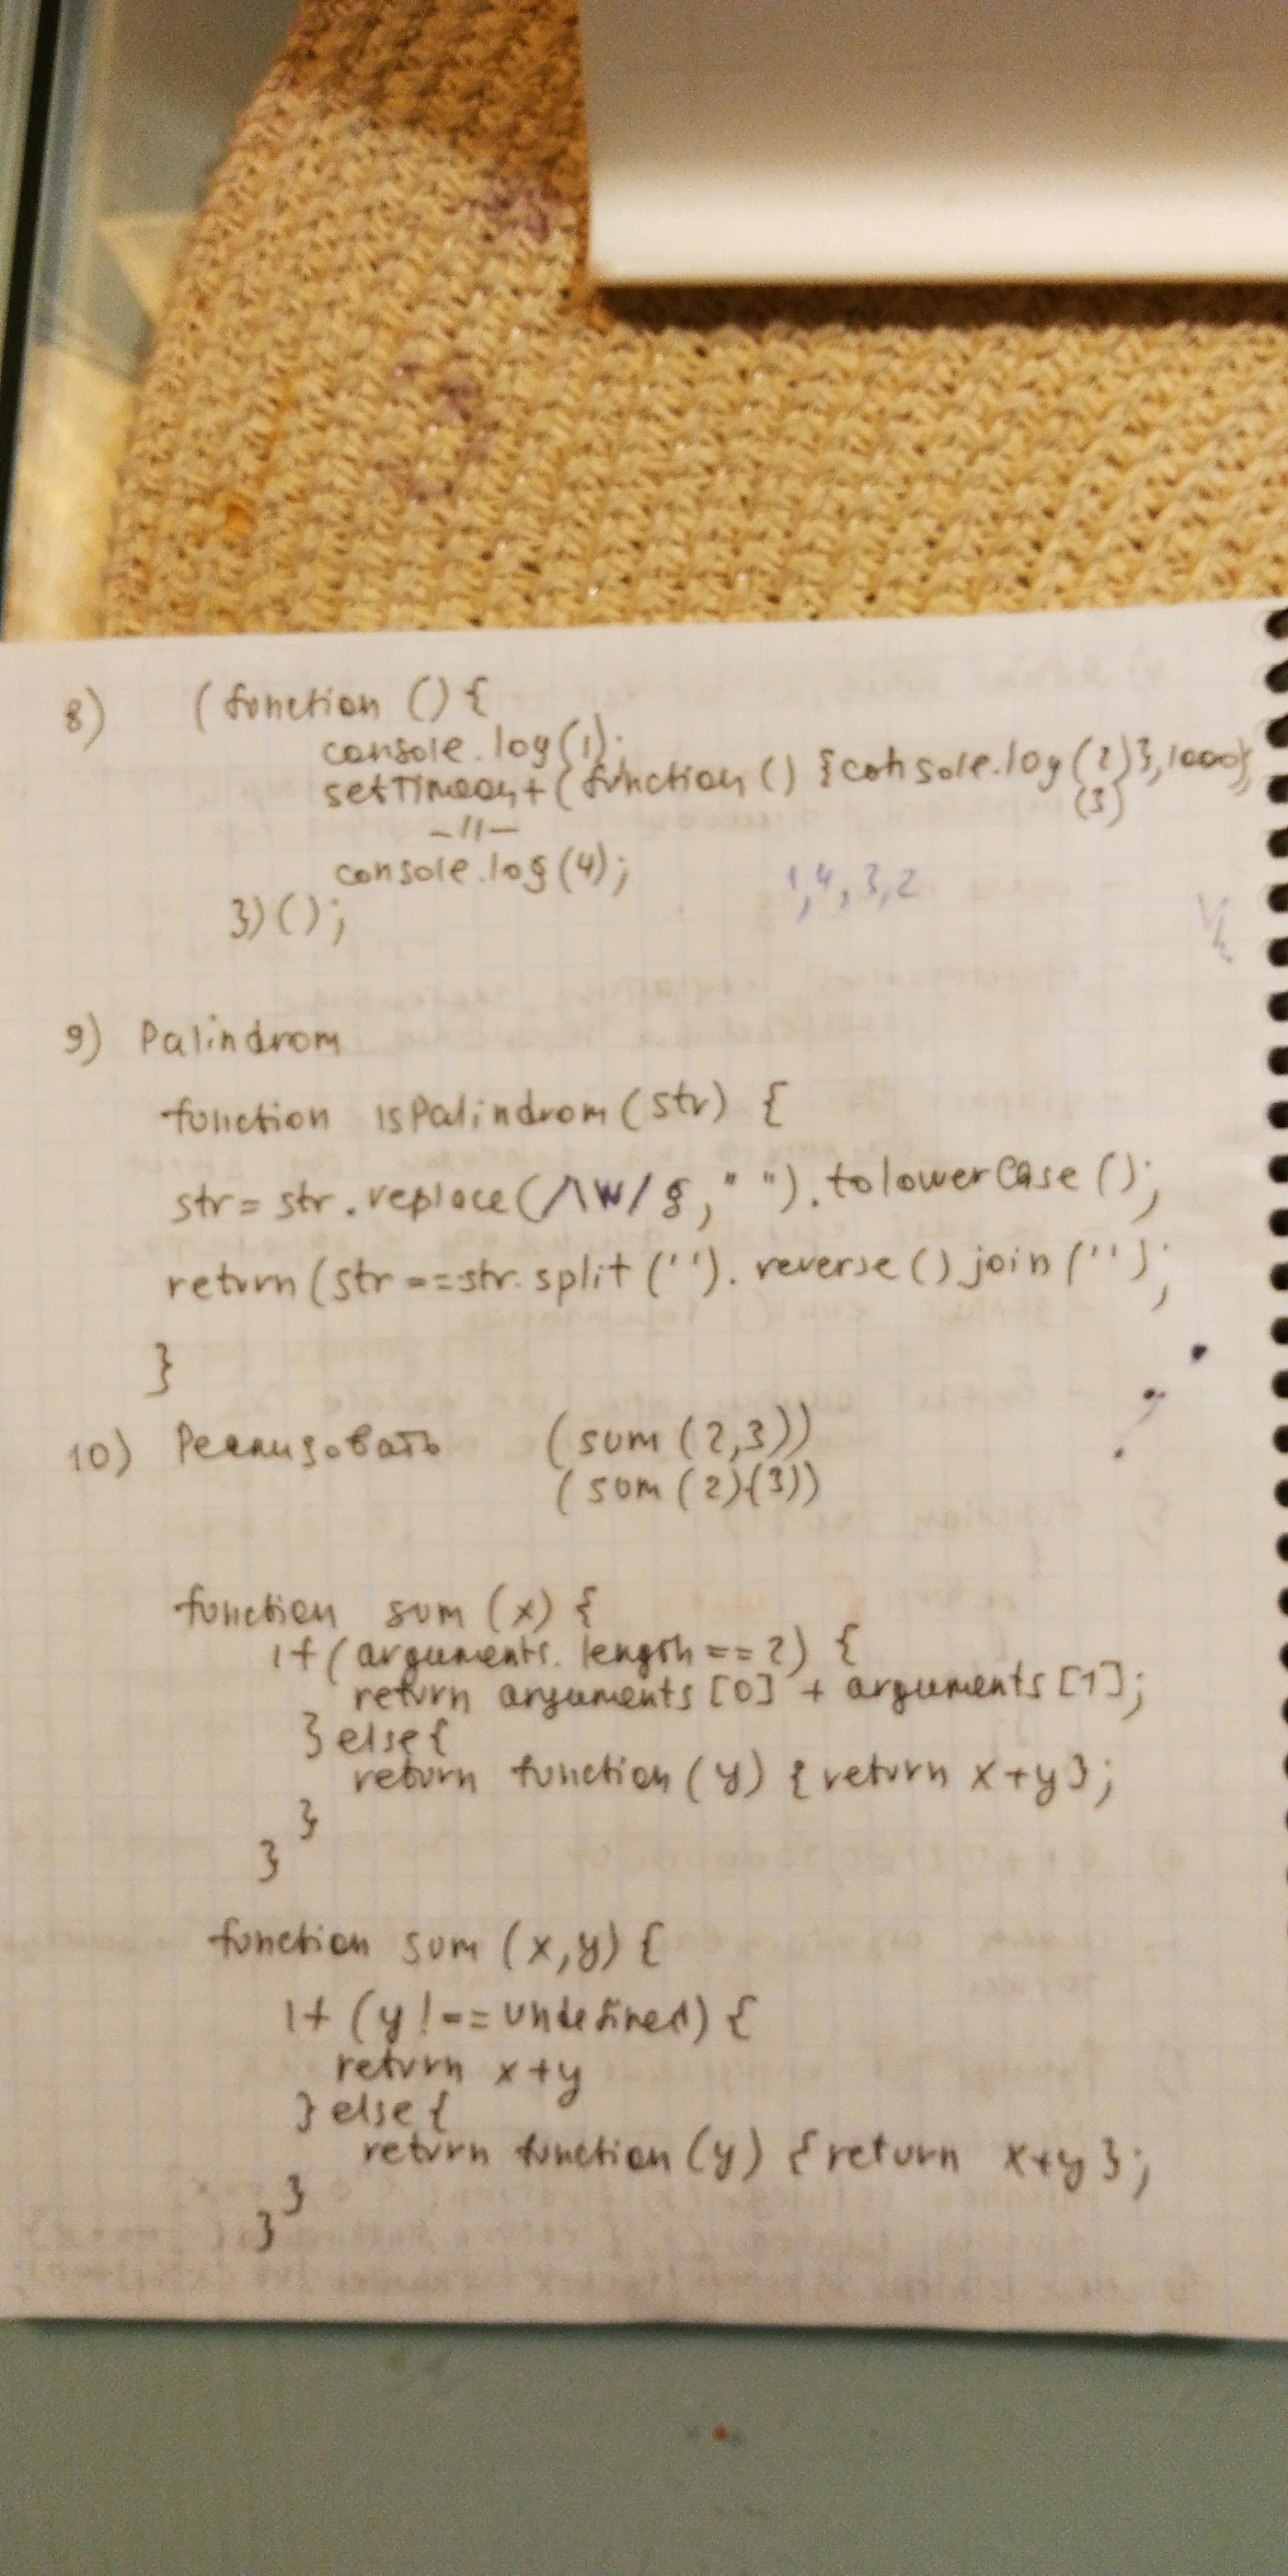 8) (function () {
console.log(1);
setTimeout(function () {console.log(2)}, 1000);
(3)
-//-
console.log(4);
1,4,3,2
})();
9) Palindrom
function isPalindrom(str) {
str = str.replace(/\W/g, " ").toLowerCase();
return (str ==str.split('').reverse().join('');
}
10) Реализовать (sum(2,3))
(sum(2)(3))
function sum (x) {
if (arguments.length == 2) {
return arguments[0] + arguments[1];
} else {
return function (y) {return x+y};
}
}
function sum (x,y) {
if (y !== undefined) {
return x+y
} else {
return function (y) {return x+y};
}
}